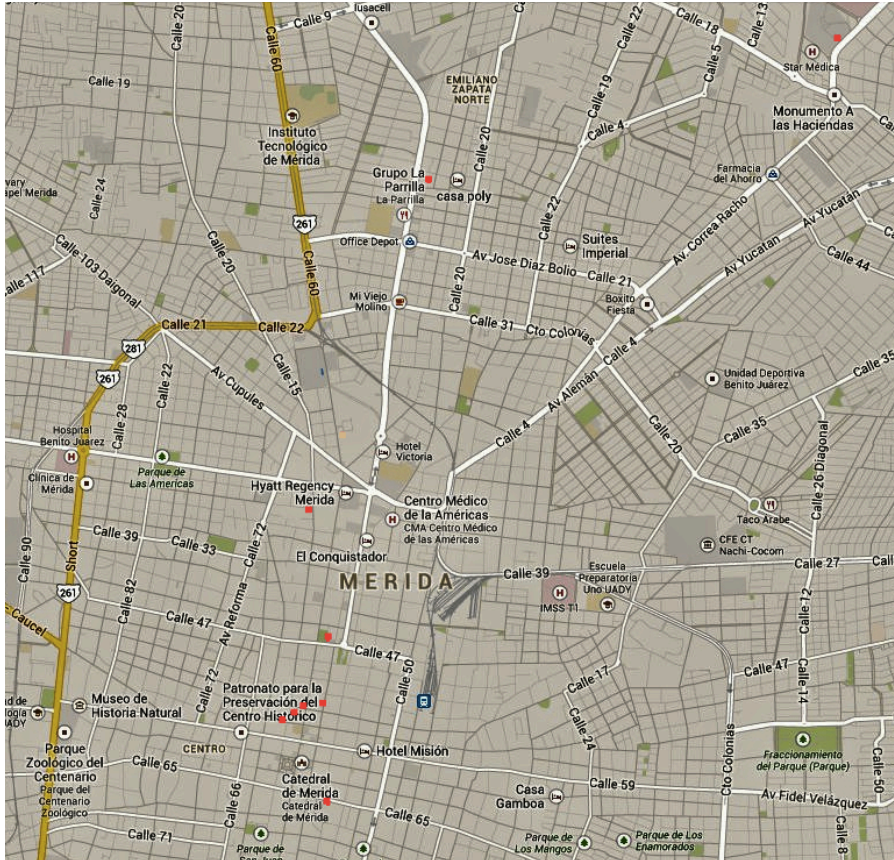 Iusacell
Calle 9
Calle 20
Calle 60
Calle 22
Calle 18
Calle 13
Calle 5
Star Médica
Calle 19
EMILIANO
ZAPATA
NORTE
Calle 19
Monumento A
las Haciendas
Instituto
Tecnológico
de Mérida
Calle 20
Calle 4
Grupo La
Parrilla
La Parrilla
casa poly
Farmacia
del Ahorro
Calle 24
Calle 22
Av. Correa Racho
Av Yucatán
261
Office Depot
Suites
Imperial
Calle 103 Daigonal
Calle 20
Calle 60
Av Jose Diaz Bolio
Calle 20
Calle 21
Av Yucatan
Calle 44
Calle 117
Mi Viejo
Molino
Boxito
Fiesta
Calle 21
Calle 22
Calle 31
Cto Colonias
Calle 4
281
261
Calle 22
Calle 15
Av Cupules
Av Alemán
Unidad Deportiva
Benito Juárez
Calle 35
Calle 28
Calle 4
Calle 20
Calle 35
Hospital
Benito Juarez
Parque de
Las Americas
Hotel
Victoria
Calle 26 Diagonal
Clínica de
Mérida
Hyatt Regency
Merida
Centro Médico
de la Américas
CMA Centro Médico
de las Américas
Taco Arabe
Calle 90
Short
Calle 39
Calle 33
Calle 72
El Conquistador
CFE CT
Nachi-Cocom
Calle 27
MERIDA
Calle 39
Escuela
Preparatoria
Uno UADY
IMSS T1
261
Calle 82
Av Reforma
Calle 12
Caucel
Calle 47
Calle 47
Calle 50
Calle 17
Calle 47
Calle 14
Calle 72
Patronato para la
Preservación del
Centro Histórico
Museo de
Historia Natural
UADY
CENTRO
Hotel Misión
Calle 24
Cto Colonias
Fraccionamiento
del Parque (Parque)
Parque
Zoológico del
Centenario
Parque del
Centenario
Zoológico
Calle 65
Calle 66
Catedral
de Merida
Catedral
de Mérida
Casa
Gamboa
Calle 59
Av Fidel Velázquez
Calle 50
Calle 71
Calle 65
Parque de
Parque de
Los Mangos
Parque de Los
Enamorados